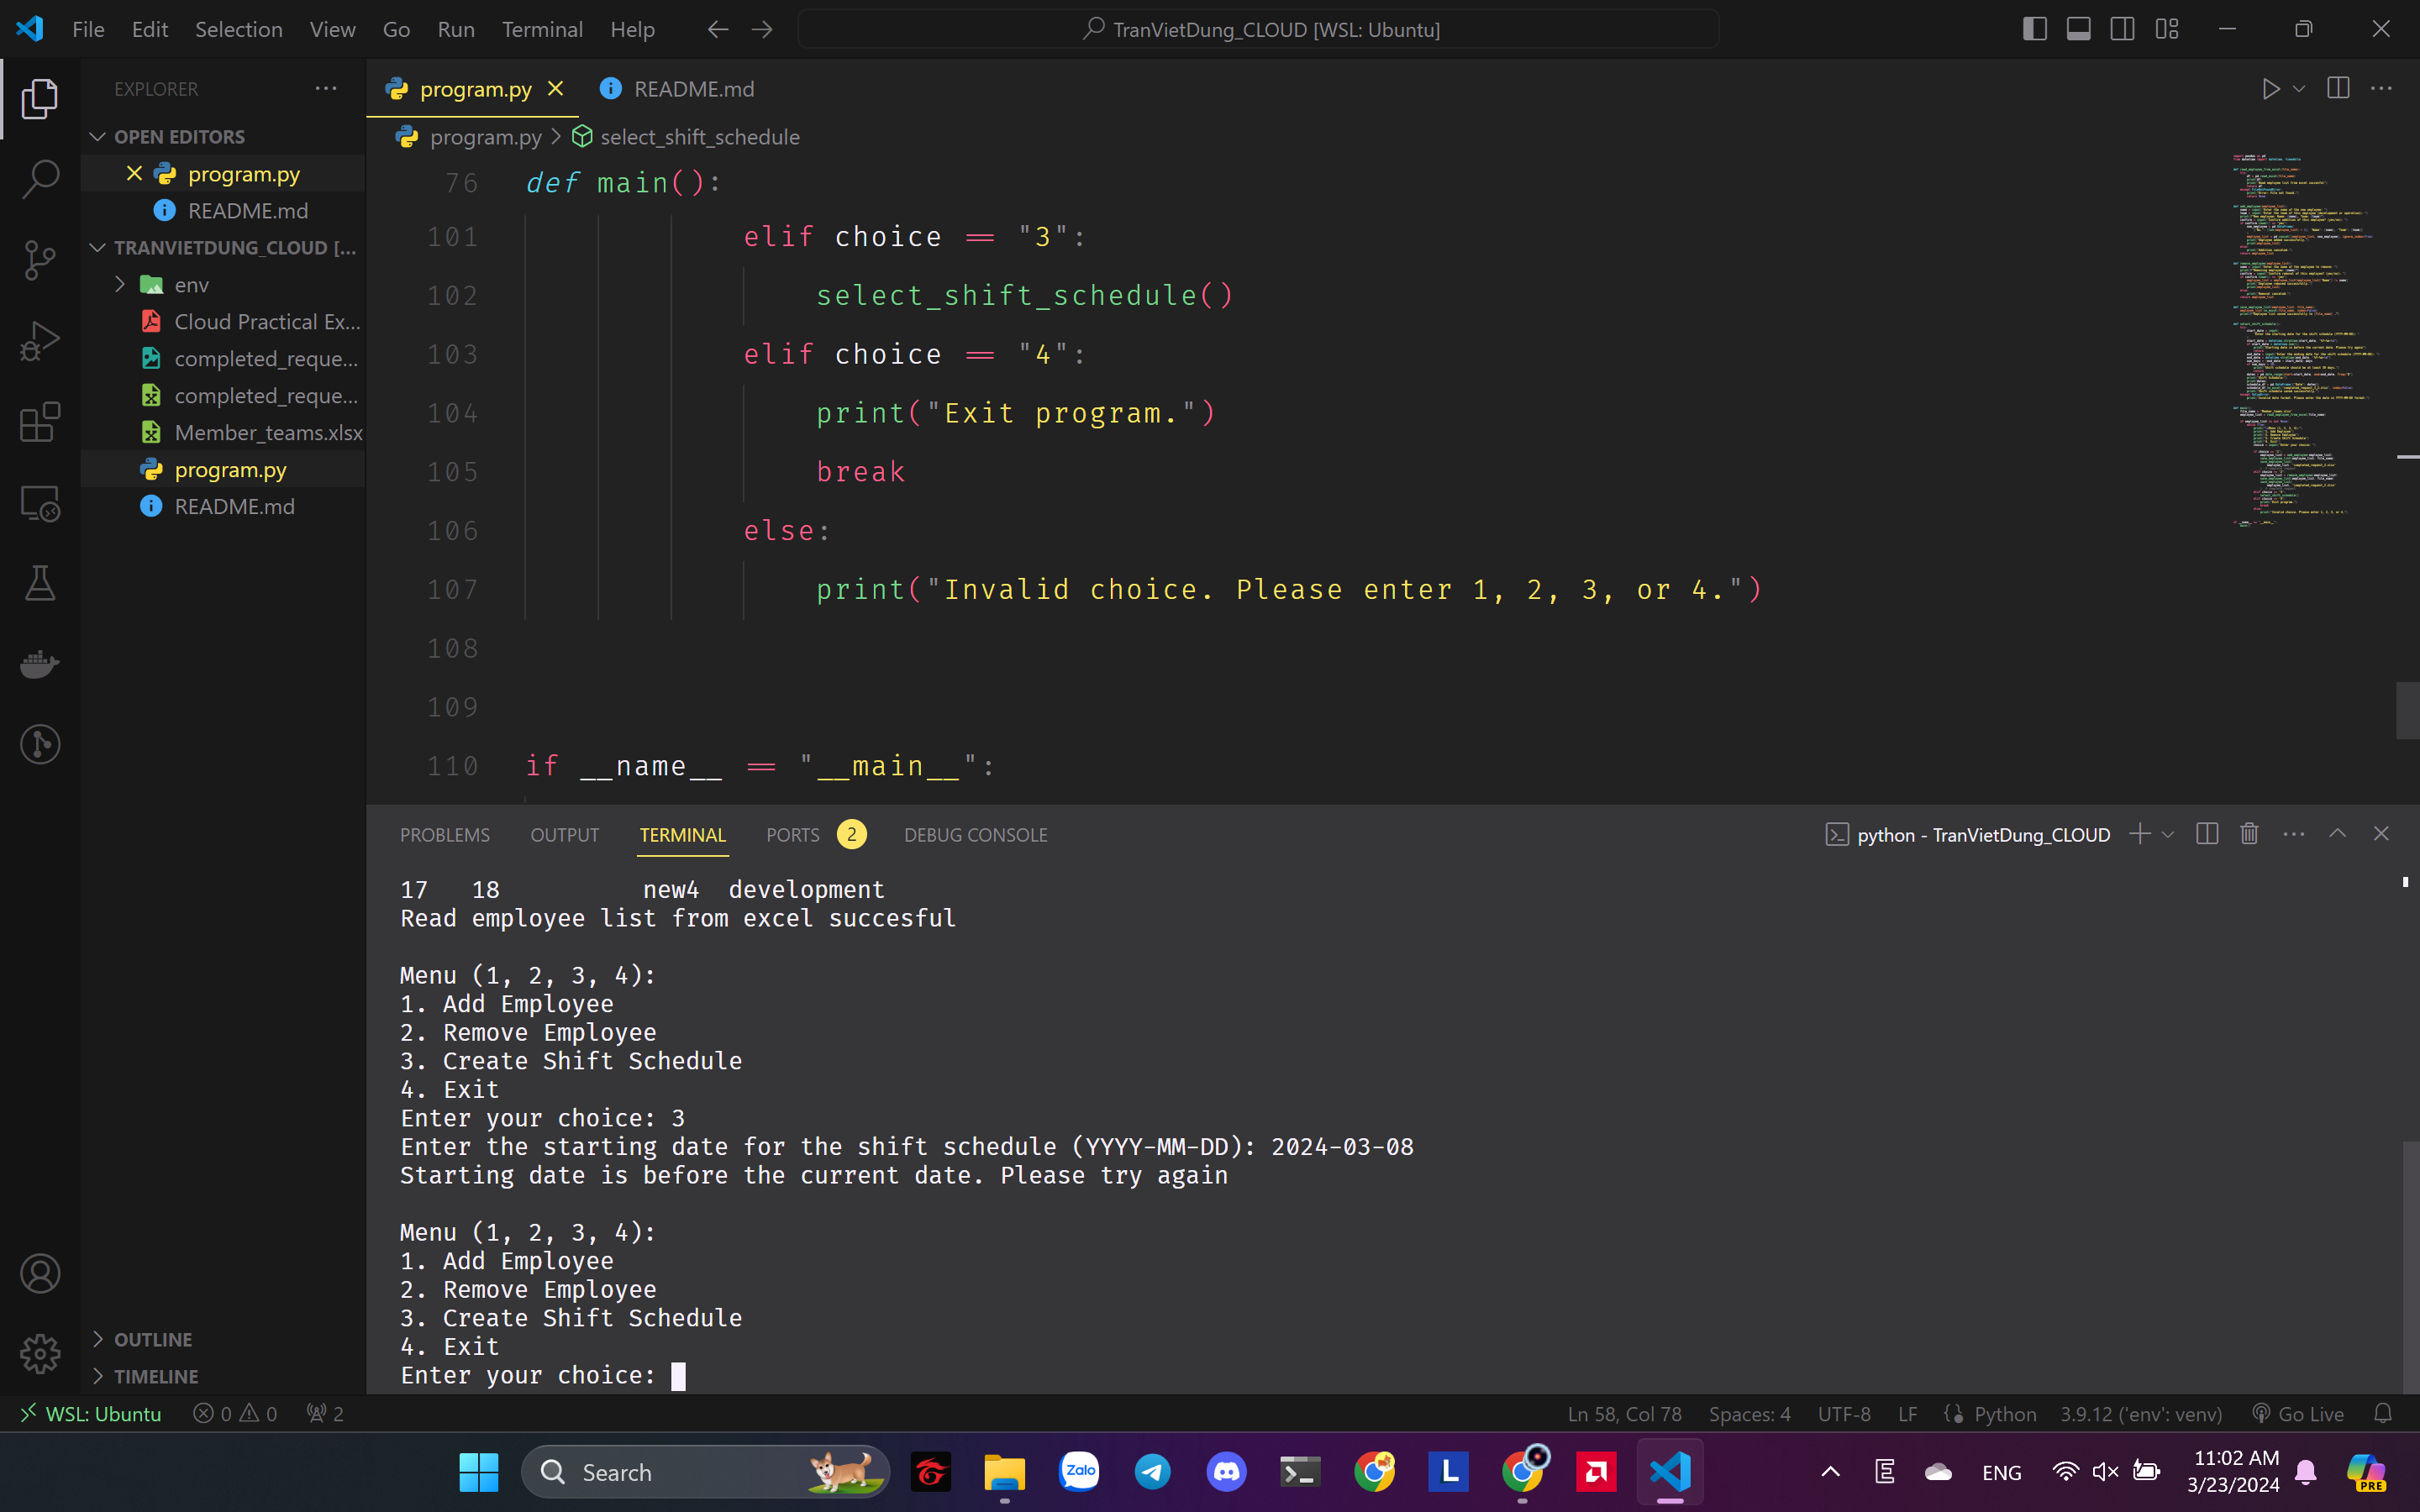 File Edit Selection View Go Run Terminal Help
TranVietDung_CLOUD [WSL: Ubuntu]
EXPLORER
OPEN EDITORS
program.py
README.md
TRANVIETDUNG_CLOUD [...
env
Cloud Practical Ex...
completed_reque...
completed_reque...
Member_teams.xlsx
program.py
README.md
OUTLINE
TIMELINE
program.py README.md
program.py > select_shift_schedule
76 def main():
101 elif choice == "3":
102 select_shift_schedule()
103 elif choice == "4":
104 print("Exit program.")
105 break
106 else:
107 print("Invalid choice. Please enter 1, 2, 3, or 4.")
108
109
110 if __name__ == "__main__":
PROBLEMS OUTPUT TERMINAL PORTS 2 DEBUG CONSOLE
python - TranVietDung_CLOUD
17 18 new4 development
Read employee list from excel succesful
Menu (1, 2, 3, 4):
1. Add Employee
2. Remove Employee
3. Create Shift Schedule
4. Exit
Enter your choice: 3
Enter the starting date for the shift schedule (YYYY-MM-DD): 2024-03-08
Starting date is before the current date. Please try again
Menu (1, 2, 3, 4):
1. Add Employee
2. Remove Employee
3. Create Shift Schedule
4. Exit
Enter your choice:
WSL: Ubuntu 0 0 2
Ln 58, Col 78 Spaces: 4 UTF-8 LF Python 3.9.12 ('env': venv) Go Live
Search
Zalo
L
E
ENG
11:02 AM
3/23/2024
PRE